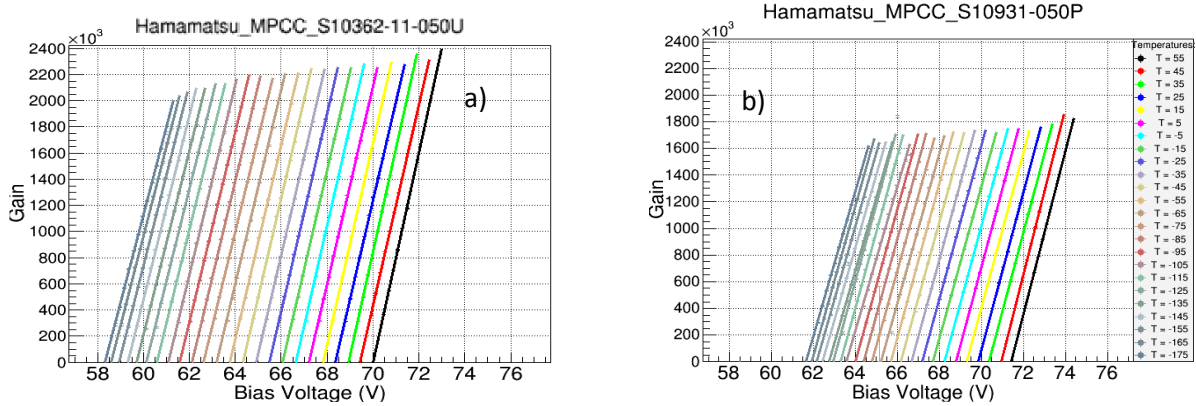 Hamamatsu_MPCC_S10362-11-050U
×10³
2400
2200
2000
1800
1600
1400
1200
1000
800
600
400
200
0
Gain
a)
58 60 62 64 66 68 70 72 74 76
Bias Voltage (V)
Hamamatsu_MPCC_S10931-050P
×10³
2400
2200
2000
1800
1600
1400
1200
1000
800
600
400
200
0
Gain
b)
58 60 62 64 66 68 70 72 74 76
Bias Voltage (V)
Temperatures:
T = 55
T = 45
T = 35
T = 25
T = 15
T = 5
T = -5
T = -15
T = -25
T = -35
T = -45
T = -55
T = -65
T = -75
T = -85
T = -95
T = -105
T = -115
T = -125
T = -135
T = -145
T = -155
T = -165
T = -175